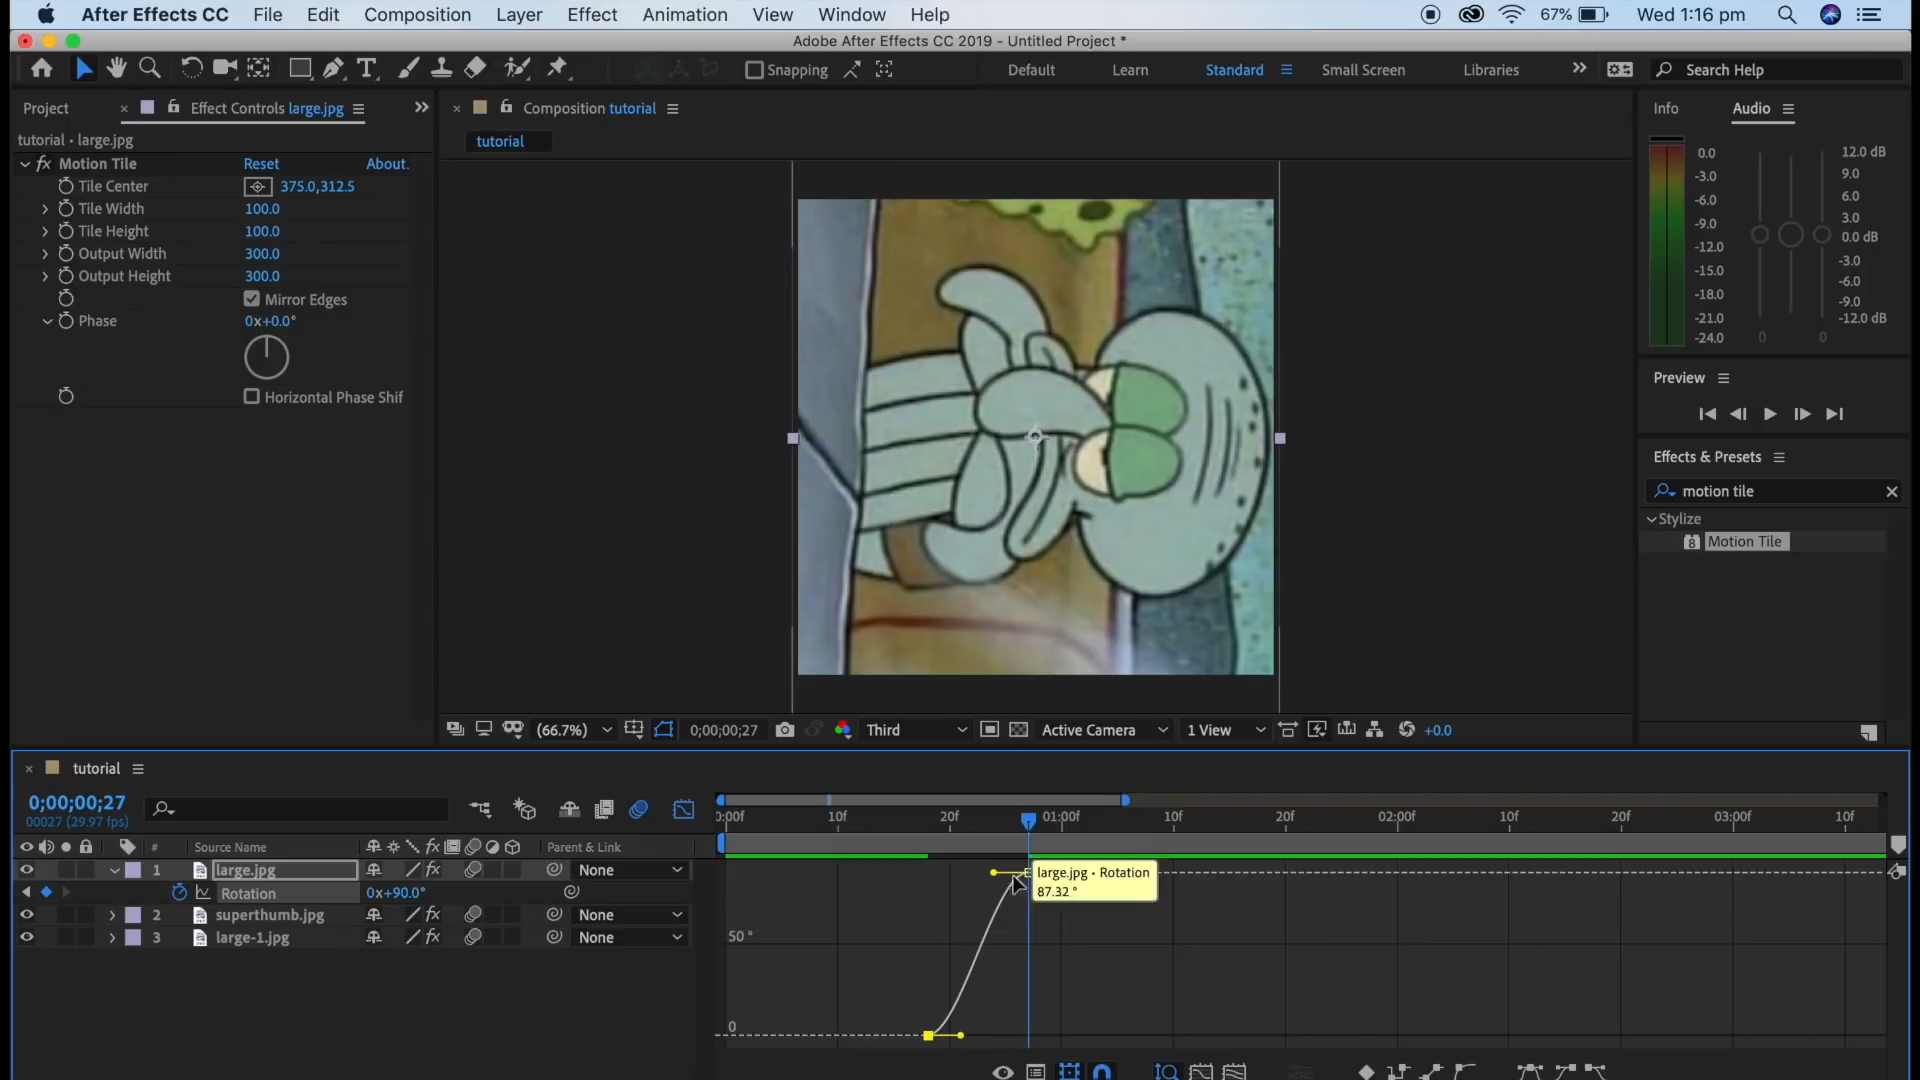 After Effects CC File Edit Composition Layer Effect Animation View Window Help 67% Wed 1:16 pm
Adobe After Effects CC 2019 - Untitled Project *
Snapping Default Learn Standard Small Screen Libraries Search Help
Project Effect Controls large.jpg Composition tutorial Info Audio
tutorial
tutorial • large.jpg
fx Motion Tile Reset About.
Tile Center 375.0,312.5
Tile Width 100.0
Tile Height 100.0
Output Width 300.0
Output Height 300.0
Mirror Edges
Phase 0x+0.0°
Horizontal Phase Shif
0.0 12.0 dB
-3.0 9.0
-6.0 6.0
-9.0 3.0
-12.0 0.0 dB
-15.0 -3.0
-18.0 -6.0
-21.0 -9.0
-24.0 -12.0 dB
0 0
Preview
Effects & Presets
motion tile
Stylize
8 Motion Tile
(66.7%) 0;00;00;27 Third Active Camera 1 View +0.0
tutorial
0;00;00;27
00027 (29.97 fps)
0:00f 10f 20f 01:00f 10f 20f 02:00f 10f 20f 03:00f 10f
# Source Name fx Parent & Link
1 large.jpg fx None
Rotation 0x+90.0°
2 superthumb.jpg fx None
3 large-1.jpg fx None
large.jpg • Rotation
87.32 °
50 °
0